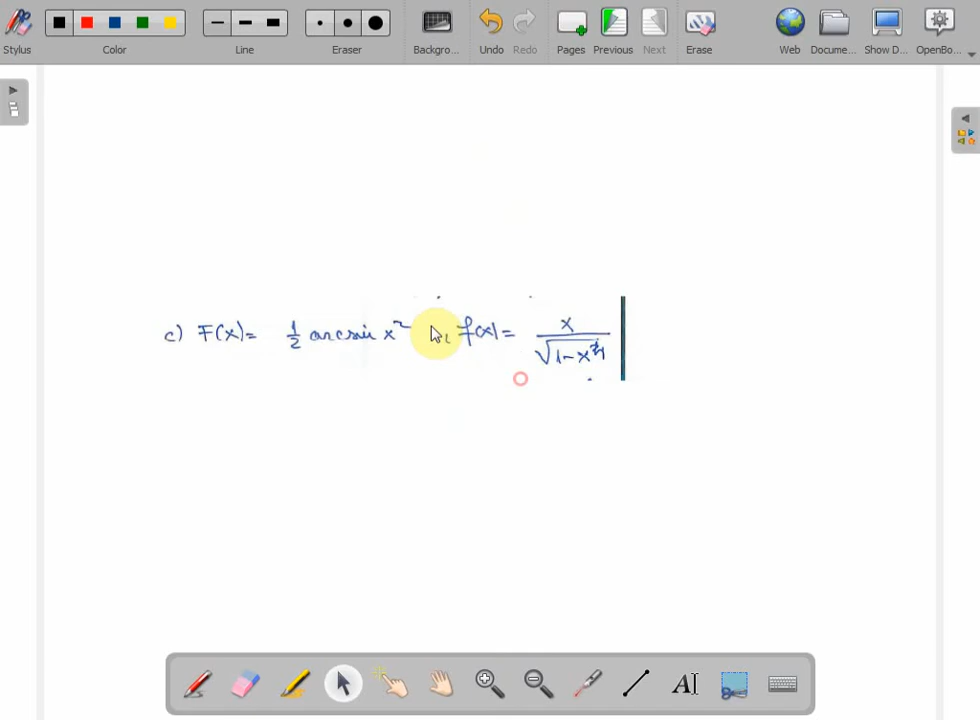 Stylus
Color
Line
Eraser
Backgro...
Undo
Redo
Pages
Previous
Next
Erase
Web
Docume...
Show D...
OpenBo...
c) F(x)= 1/2 arcsin x² f(x)= x/√(1-x⁴)
A